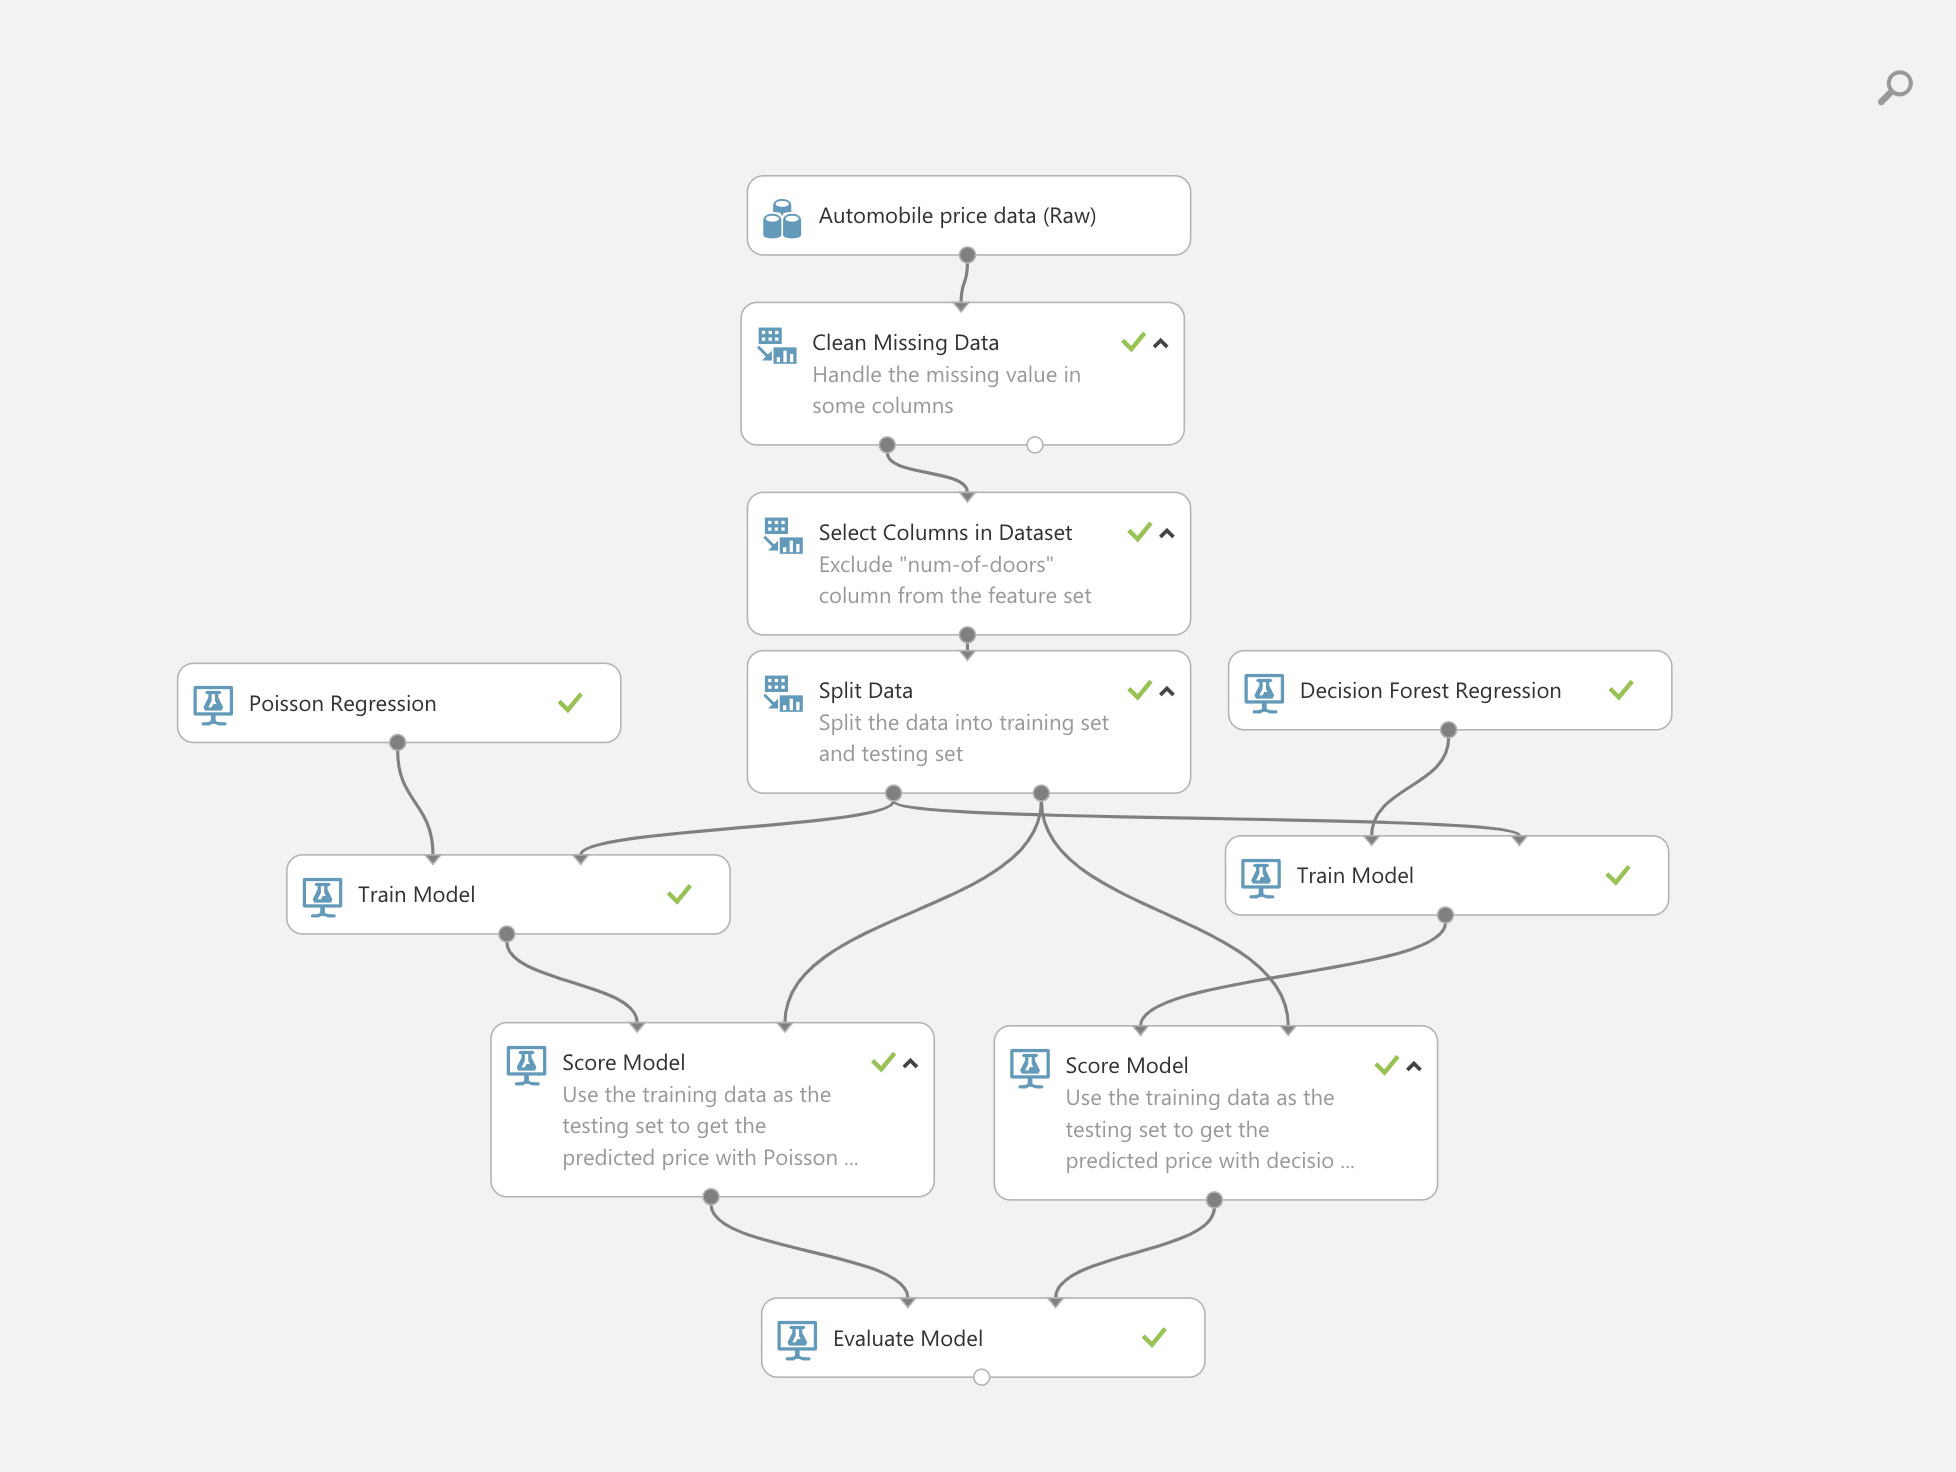 Automobile price data (Raw)
Clean Missing Data
Handle the missing value in
some columns
Select Columns in Dataset
Exclude "num-of-doors"
column from the feature set
Poisson Regression
Split Data
Split the data into training set
and testing set
Decision Forest Regression
Train Model
Train Model
Score Model
Use the training data as the
testing set to get the
predicted price with Poisson ...
Score Model
Use the training data as the
testing set to get the
predicted price with decisio ...
Evaluate Model